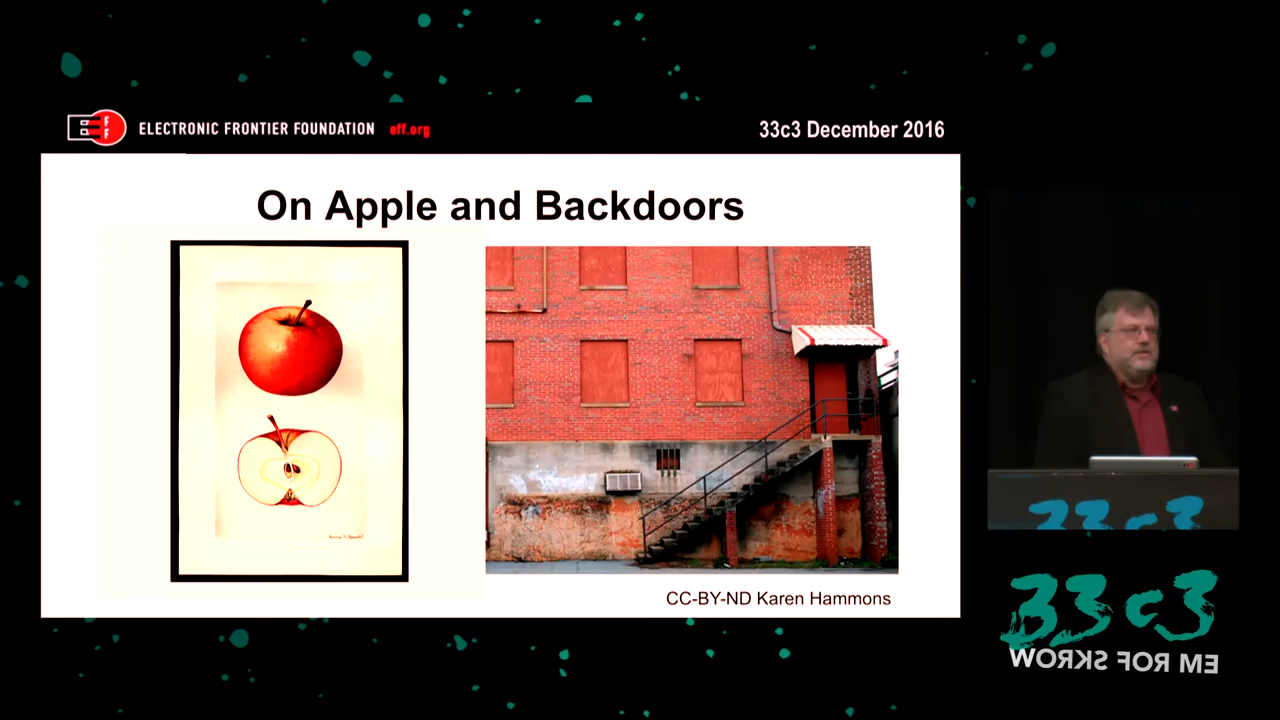 ELECTRONIC FRONTIER FOUNDATION eff.org
33c3 December 2016
On Apple and Backdoors
CC-BY-ND Karen Hammons
33c3
33c3
WORKS FOR ME